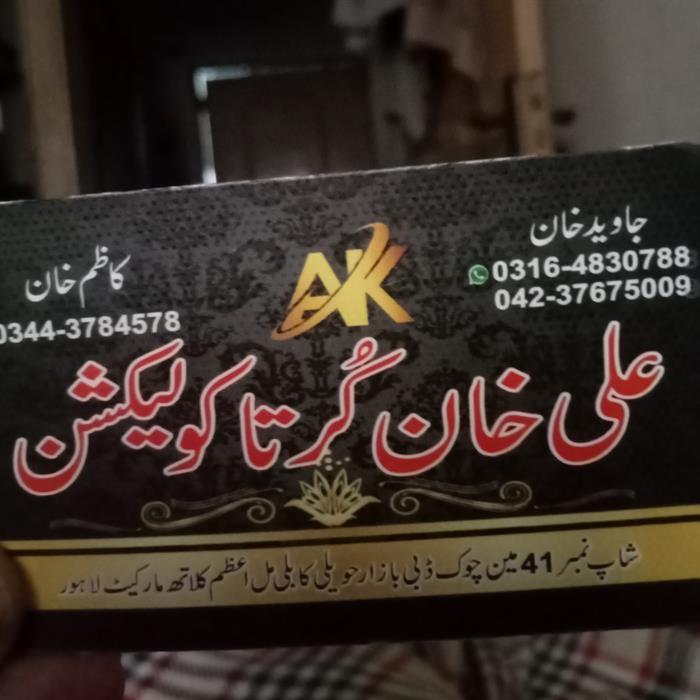 جاوید خان
0316-4830788
042-37675009
AK
کاظم خان
0344-3784578
علی خان کُرتا کولیکشن
شاپ نمبر 41 مین چوک ڈبی بازار حویلی کابلی مل اعظم کلاتھ مارکیٹ لاہور